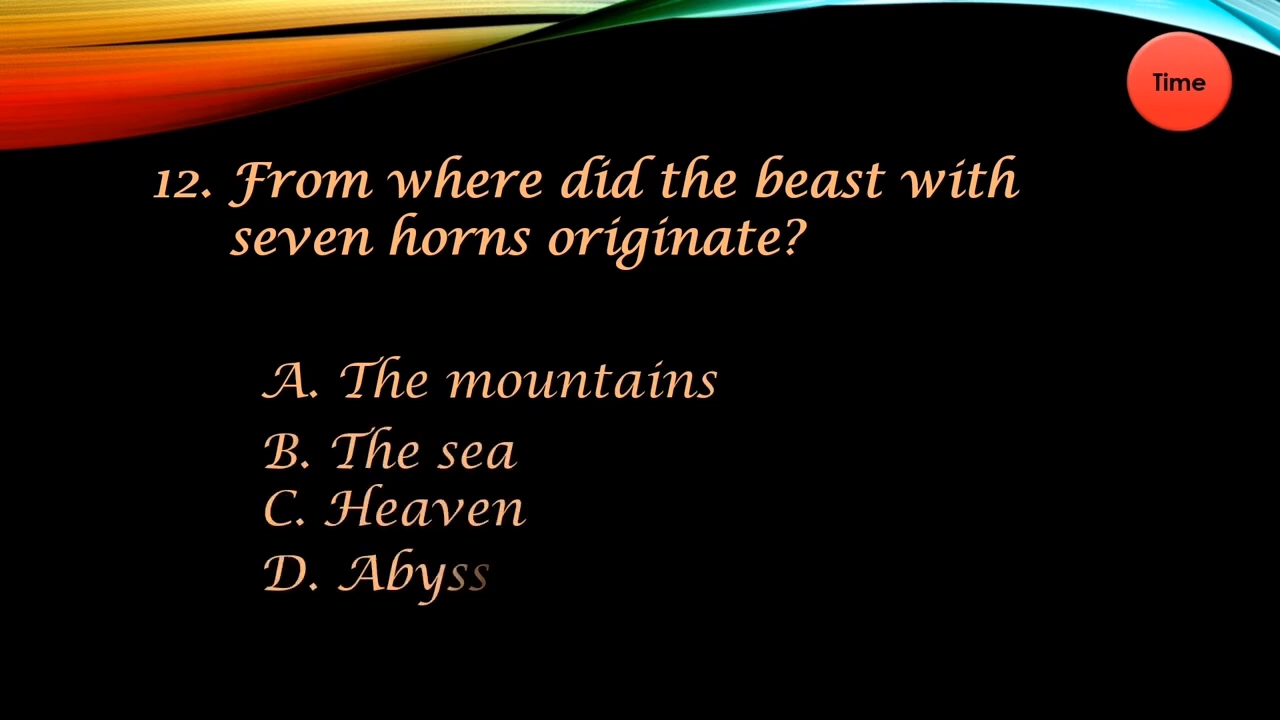 Time
12. From where did the beast with
seven horns originate?
A. The mountains
B. The sea
C. Heaven
D. Abyss